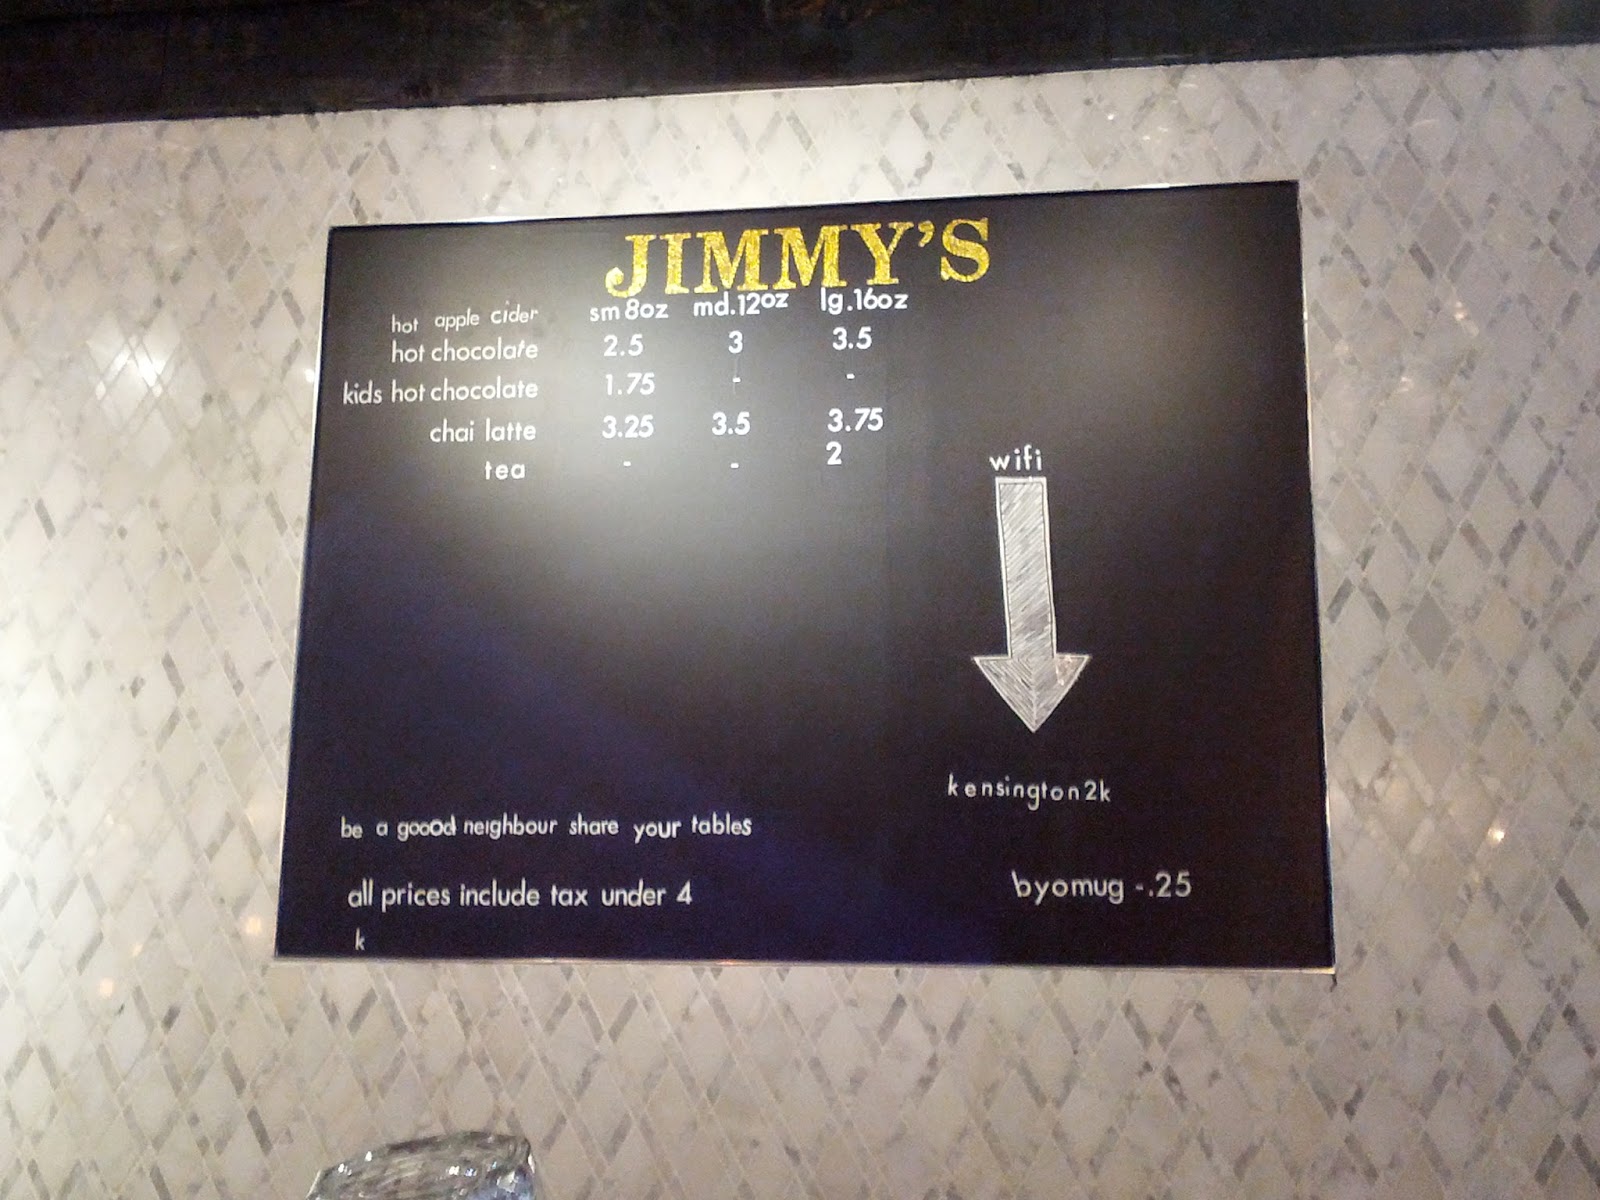 JIMMY'S
hot apple cider sm 8oz md.12oz lg.16oz
hot chocolate 2.5 3 3.5
kids hot chocolate 1.75 - -
chai latte 3.25 3.5 3.75
tea - - 2
wifi
kensington2k
be a goood neighbour share your tables
all prices include tax under 4
byomug -.25
k